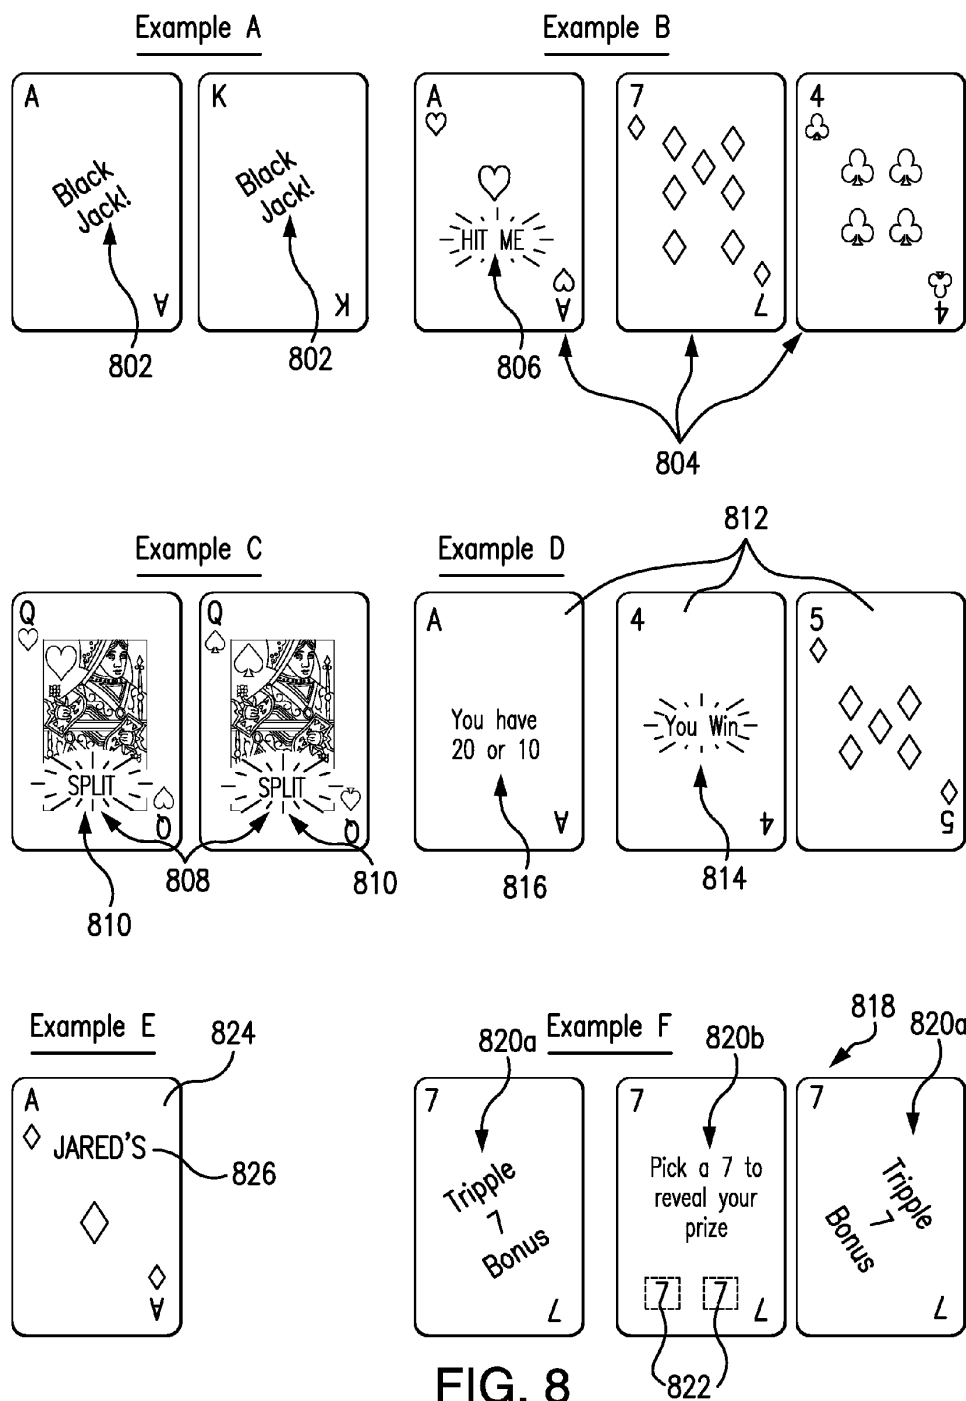 Example A
Example B
A
Black
Jack!
A
K
Black
Jack!
K
A
HIT ME
A
7
7
4
4
802
802
806
804
Example C
Example D
812
Q
SPLIT
Q
Q
SPLIT
Q
A
You have
20 or 10
A
4
You Win
4
5
5
808
810
810
816
814
Example E
824
A
JARED'S
826
A
Example F
820a
820b
818
820a
7
Tripple
7
Bonus
7
7
Pick a 7 to
reveal your
prize
7 7
7
7
Tripple
7
Bonus
7
822
FIG. 8